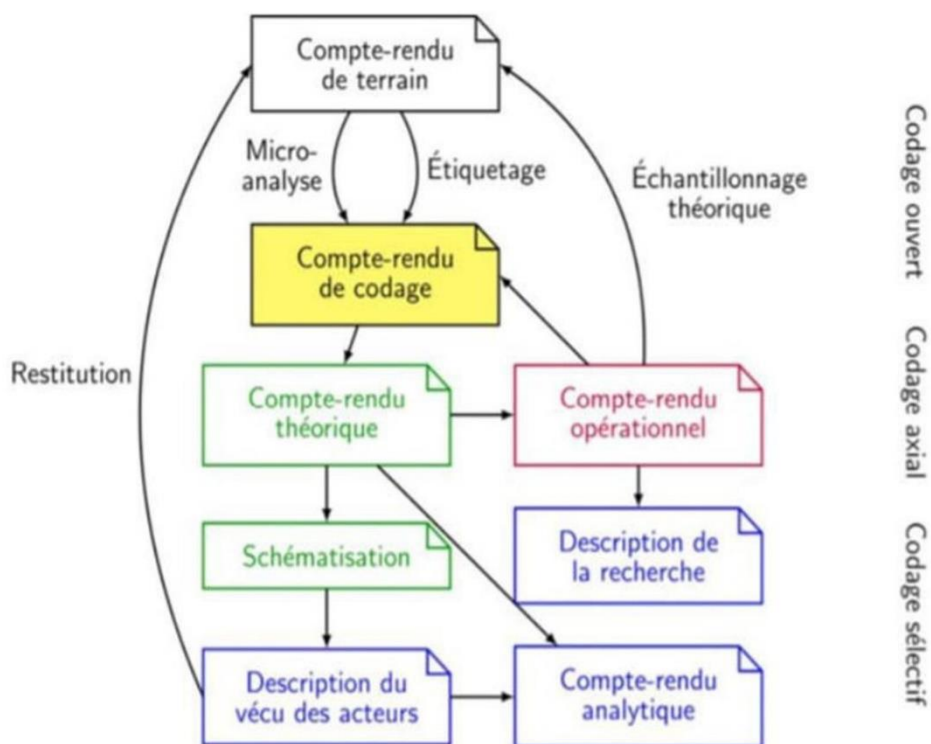 Compte-rendu
de terrain
Micro-
analyse
Étiquetage
Échantillonnage
théorique
Codage ouvert
Compte-rendu
de codage
Restitution
Compte-rendu
théorique
Compte-rendu
opérationnel
Codage axial
Schématisation
Description de
la recherche
Codage sélectif
Description du
vécu des acteurs
Compte-rendu
analytique